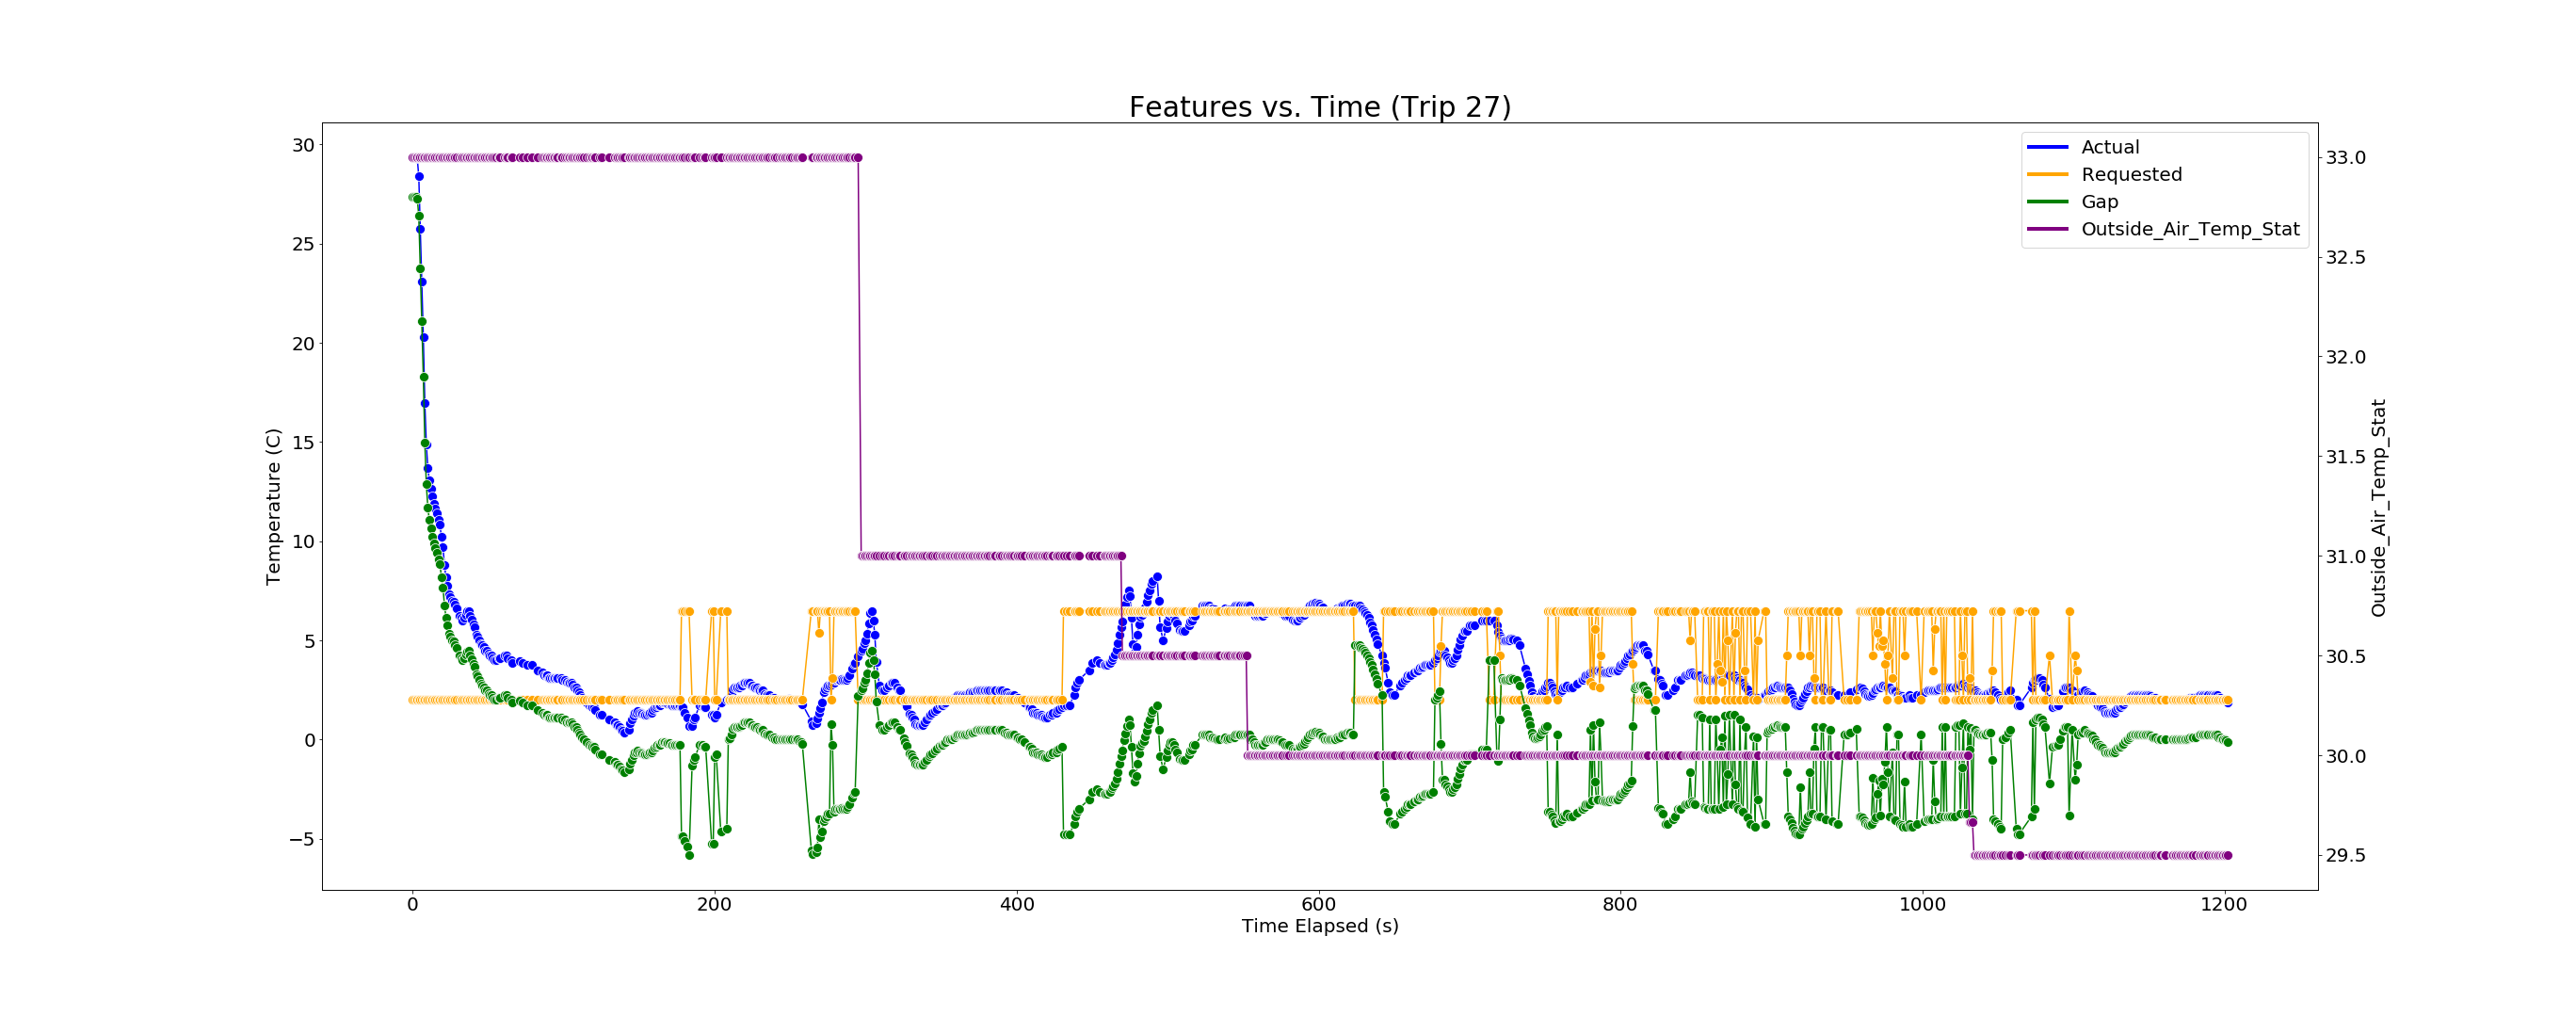 Features vs. Time (Trip 27)
Actual
Requested
Gap
Outside_Air_Temp_Stat
Temperature (C)
30
25
20
15
10
5
0
−5
33.0
32.5
32.0
31.5
31.0
30.5
30.0
29.5
Outside_Air_Temp_Stat
0
200
400
600
800
1000
1200
Time Elapsed (s)